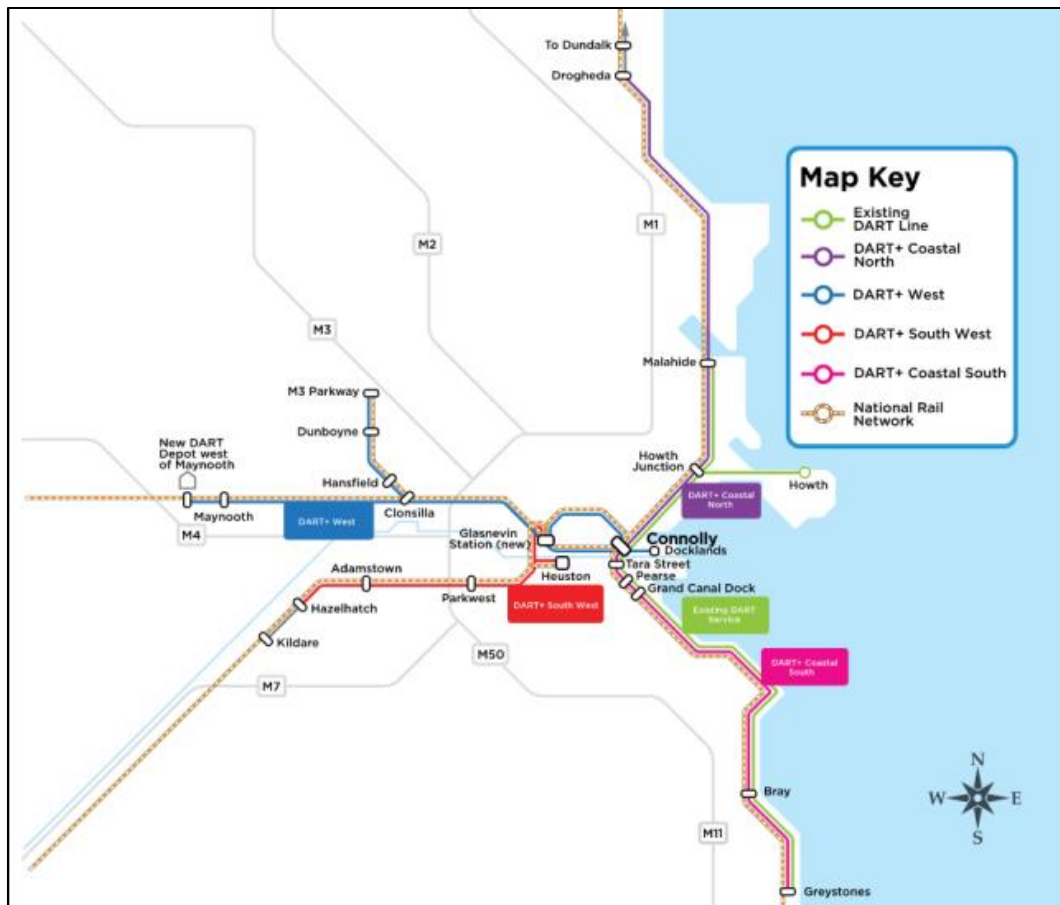 To Dundalk
Drogheda
Map Key
Existing
DART Line
DART+ Coastal
North
DART+ West
DART+ South West
DART+ Coastal South
National Rail
Network
M1
M2
M3
Malahide
M3 Parkway
Dunboyne
New DART
Depot west
of Maynooth
Howth
Junction
Howth
Hansfield
Clonsilla
Maynooth
DART+ Coastal
North
DART+ West
M4
Glasnevin
Station (new)
Connolly
Docklands
Tara Street
Pearse
Heuston
Grand Canal Dock
Adamstown
Parkwest
DART+ South West
Existing DART
Service
Hazelhatch
Kildare
M50
DART+ Coastal
South
M7
N
W
E
S
Bray
M11
Greystones